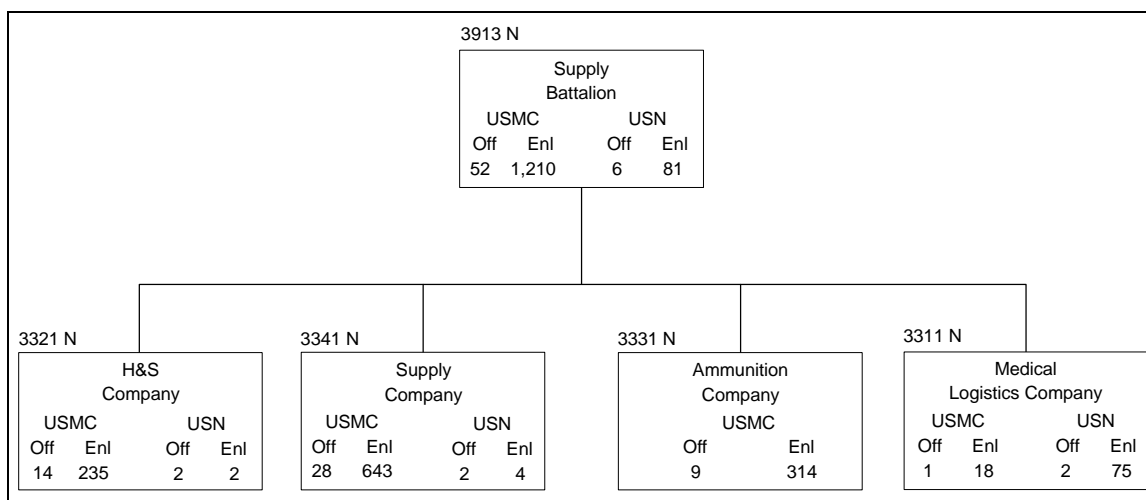 3913 N
Supply
Battalion
USMC USN
Off Enl Off Enl
52 1,210 6 81
3321 N
H&S
Company
USMC USN
Off Enl Off Enl
14 235 2 2
3341 N
Supply
Company
USMC USN
Off Enl Off Enl
28 643 2 4
3331 N
Ammunition
Company
USMC
Off Enl
9 314
3311 N
Medical
Logistics Company
USMC USN
Off Enl Off Enl
1 18 2 75